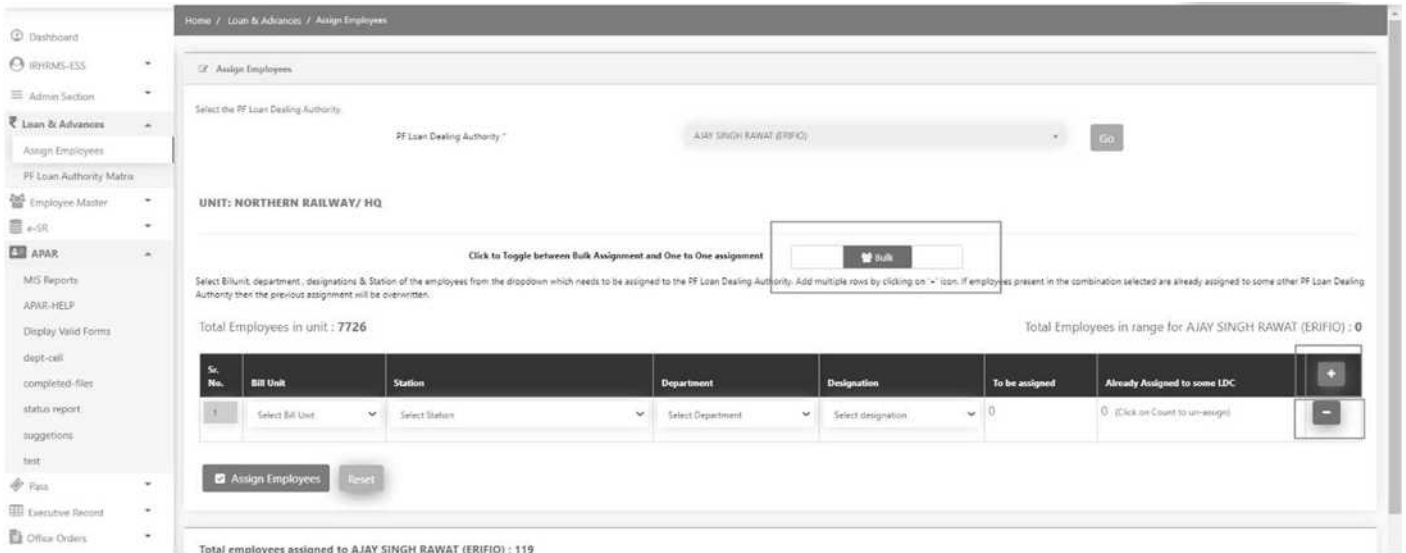 Home / Loan & Advances / Assign Employees
Dashboard
IRHRMS-ESS
Admin Section
Loan & Advances
Assign Employees
PF Loan Authority Matrix
Employee Master
e-SR
APAR
MIS Reports
APAR-HELP
Display Valid Forms
dept-cell
completed-files
status report
suggetions
test
Pass
Executive Record
Office Orders
Assign Employees
Select the PF Loan Dealing Authority.
PF Loan Dealing Authority *
AJAY SINGH RAWAT (ERIFIO)
Go
UNIT: NORTHERN RAILWAY/ HQ
Click to Toggle between Bulk Assignment and One to One assignment
Bulk
Select Billunit, department , designations & Station of the employees from the dropdown which needs to be assigned to the PF Loan Dealing Authority. Add multiple rows by clicking on '+' icon. If employees present in the combination selected are already assigned to some other PF Loan Dealing
Authority then the previous assignment will be overwritten.
Total Employees in unit : 7726
Total Employees in range for AJAY SINGH RAWAT (ERIFIO) : 0
Sr. No. Bill Unit Station Department Designation To be assigned Already Assigned to some LDC +
1 Select Bill Unit Select Station Select Department Select designation 0 0 (Click on Count to un-assign) -
Assign Employees Reset
Total employees assigned to AJAY SINGH RAWAT (ERIFIO) : 119